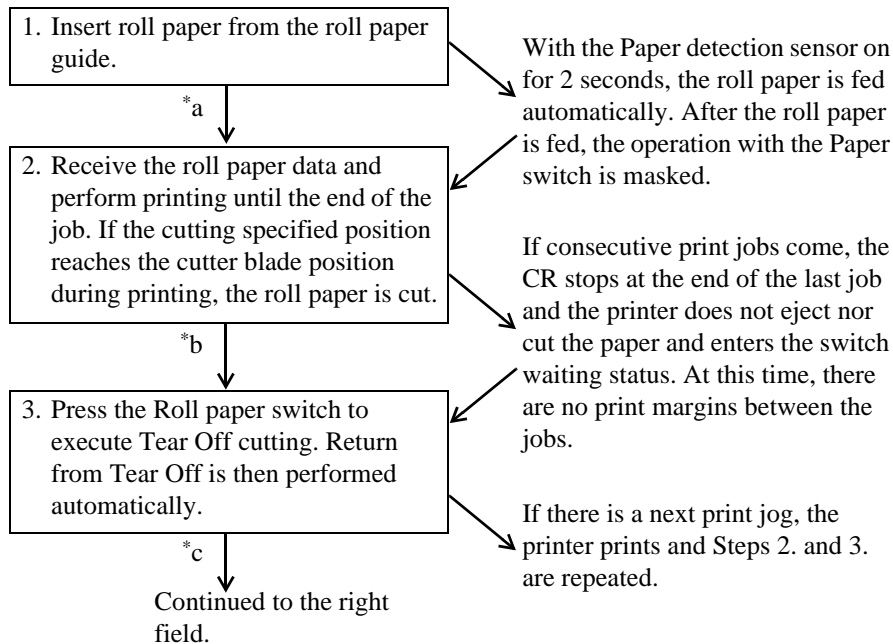 1. Insert roll paper from the roll paper
guide.
With the Paper detection sensor on
for 2 seconds, the roll paper is fed
automatically. After the roll paper
is fed, the operation with the Paper
switch is masked.
*a
2. Receive the roll paper data and
perform printing until the end of the
job. If the cutting specified position
reaches the cutter blade position
during printing, the roll paper is cut.
If consecutive print jobs come, the
CR stops at the end of the last job
and the printer does not eject nor
cut the paper and enters the switch
waiting status. At this time, there
are no print margins between the
jobs.
*b
3. Press the Roll paper switch to
execute Tear Off cutting. Return
from Tear Off is then performed
automatically.
If there is a next print jog, the
printer prints and Steps 2. and 3.
are repeated.
*c
Continued to the right
field.